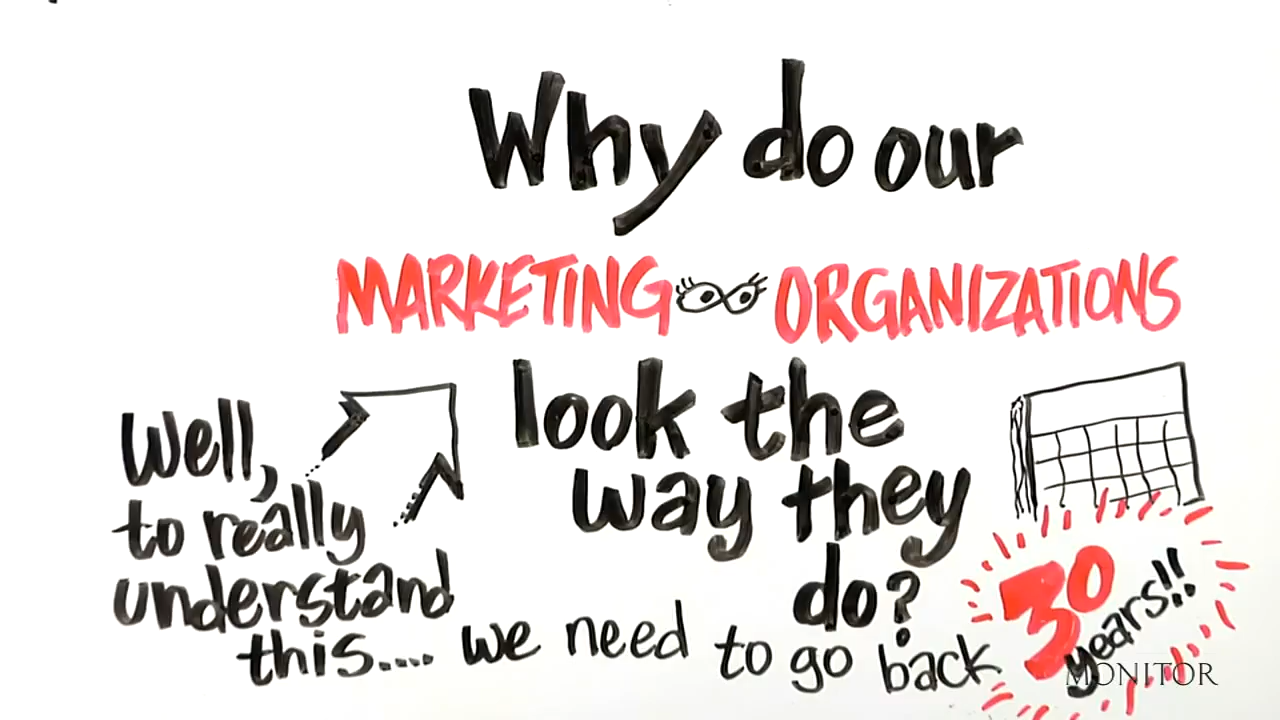 Why do our
MARKETING ORGANIZATIONS
look the
way they
do?
Well,
to really
understand
this.... we need to go back
30
years!!
MONITOR